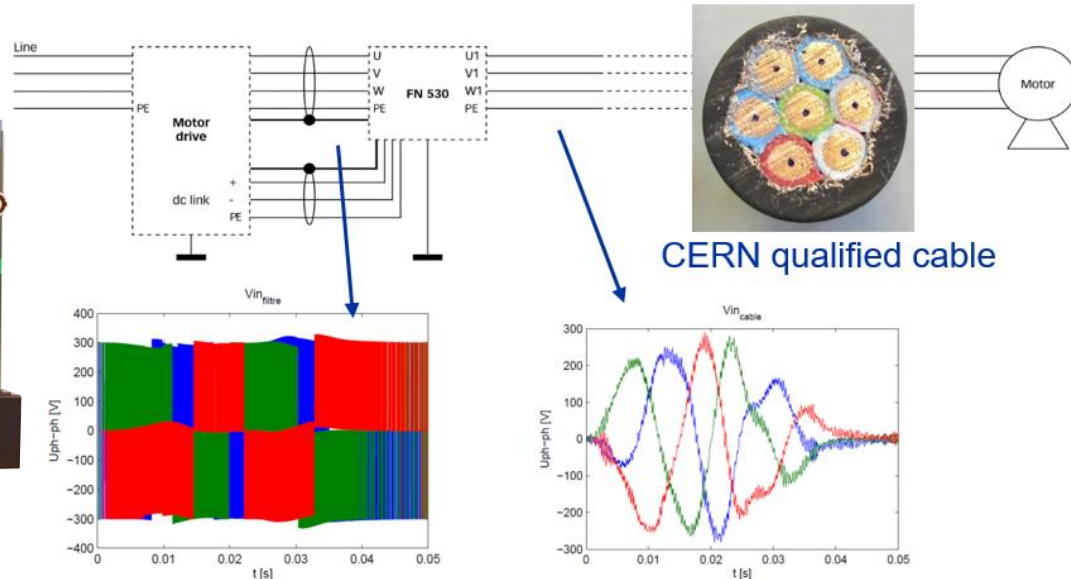 Line
PE
Motor
drive
dc link
+
-
PE
U
V
W
PE
FN 530
U1
V1
W1
PE
Motor
CERN qualified cable
Vin_filtre
400
300
200
100
0
-100
-200
-300
-400
0
0.01
0.02
0.03
0.04
0.05
Uph-ph [V]
t [s]
Vin_cable
300
200
100
0
-100
-200
-300
0
0.01
0.02
0.03
0.04
0.05
Uph-ph [V]
t [s]